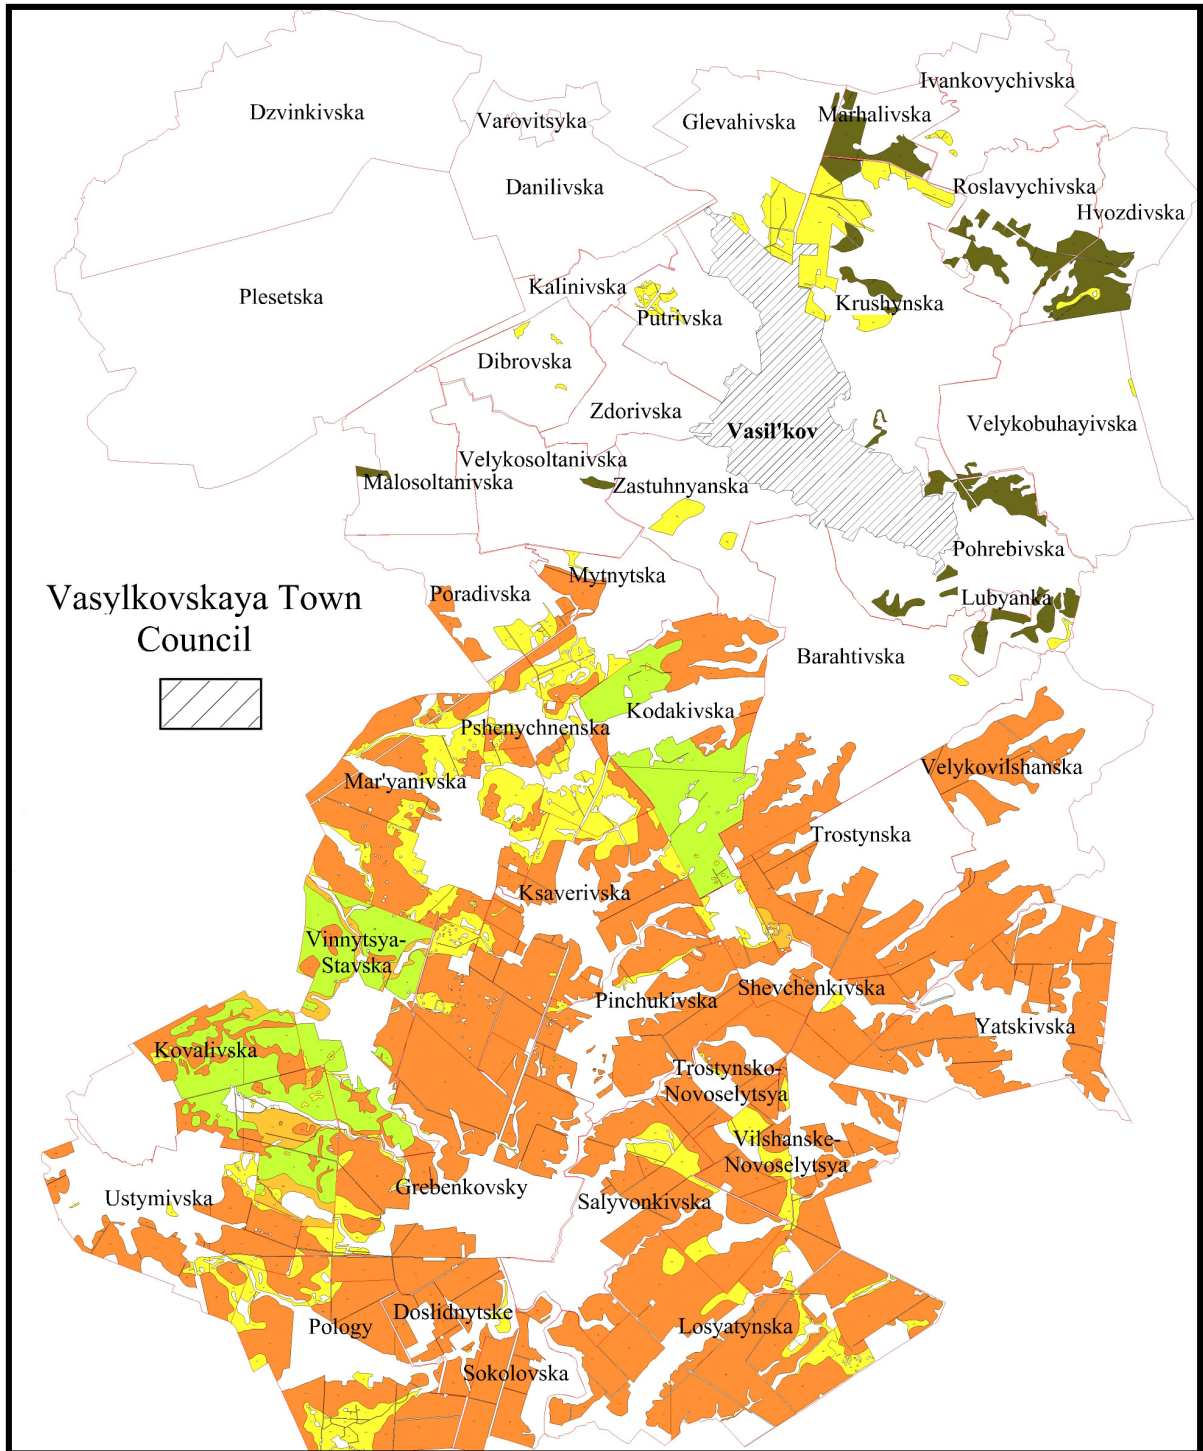 Ivankovychivska
Dzvinkivska
Varovitsyka
Glevahivska
Marhalivska
Danilivska
Roslavychivska
Hvozdivska
Plesetska
Kalinivska
Putrivska
Krushynska
Dibrovska
Zdorivska
Vasil'kov
Velykobuhayivska
Velykosoltanivska
Malosoltanivska
Zastuhnyanska
Pohrebivska
Mytnytska
Poradivska
Lubyanka
Vasylkovskaya Town
Council
Barahtivska
Kodakivska
Pshenychnenska
Mar'yanivska
Velykovilshanska
Trostynska
Ksaverivska
Vinnytsya-
Stavska
Pinchukivska
Shevchenkivska
Yatskivska
Kovalivska
Trostynsko-
Novoselytsya
Vilshanske-
Novoselytsya
Grebenkovsky
Ustymivska
Salyvonkivska
Doslidnytske
Pology
Losyatynska
Sokolovska